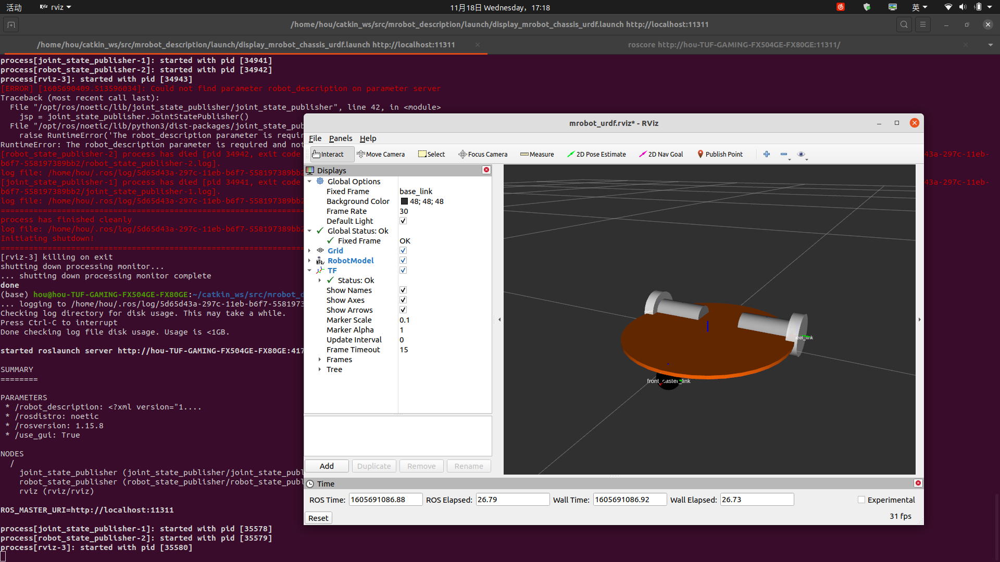 活动
RViz rviz
11月18日 Wednesday, 17:18
英
/home/hou/catkin_ws/src/mrobot_description/launch/display_mrobot_chassis_urdf.launch http://localhost:11311
/home/hou/catkin_ws/src/mrobot_description/launch/display_mrobot_chassis_urdf.launch http://localhost:11311
roscore http://hou-TUF-GAMING-FX504GE-FX80GE:11311/
process[joint_state_publisher-1]: started with pid [34941]
process[robot_state_publisher-2]: started with pid [34942]
process[rviz-3]: started with pid [34943]
[ERROR] [1605690409.513596034]: Could not find parameter robot_description on parameter server
Traceback (most recent call last):
File "/opt/ros/noetic/lib/joint_state_publisher/joint_state_publisher", line 42, in <module>
jsp = joint_state_publisher.JointStatePublisher()
File "/opt/ros/noetic/lib/python3/dist-packages/joint_state_pub
raise RuntimeError('The robot_description parameter is requir
RuntimeError: The robot_description parameter is required and not
[robot_state_publisher-2] process has died [pid 34942, exit code
43a-297c-11eb-
b6f7-558197389bb2/robot_state_publisher-2.log].
log file: /home/hou/.ros/log/5d65d43a-297c-11eb-b6f7-558197389bb2
[joint_state_publisher-1] process has died [pid 34941, exit code
43a-297c-11eb-
b6f7-558197389bb2/joint_state_publisher-1.log].
log file: /home/hou/.ros/log/5d65d43a-297c-11eb-b6f7-558197389bb2
================================================================
process has finished cleanly
log file: /home/hou/.ros/log/5d65d43a-297c-11eb-b6f7-558197389bb2
Initiating shutdown!
================================================================
[rviz-3] killing on exit
shutting down processing monitor...
... shutting down processing monitor complete
done
(base) hou@hou-TUF-GAMING-FX504GE-FX80GE:~/catkin_ws/src/mrobot_d
... logging to /home/hou/.ros/log/5d65d43a-297c-11eb-b6f7-5581973
Checking log directory for disk usage. This may take a while.
Press Ctrl-C to interrupt
Done checking log file disk usage. Usage is <1GB.
started roslaunch server http://hou-TUF-GAMING-FX504GE-FX80GE:417
SUMMARY
========
PARAMETERS
* /robot_description: <?xml version="1....
* /rosdistro: noetic
* /rosversion: 1.15.8
* /use_gui: True
NODES
/
joint_state_publisher (joint_state_publisher/joint_state_publ
robot_state_publisher (robot_state_publisher/robot_state_publ
rviz (rviz/rviz)
ROS_MASTER_URI=http://localhost:11311
process[joint_state_publisher-1]: started with pid [35578]
process[robot_state_publisher-2]: started with pid [35579]
process[rviz-3]: started with pid [35580]
mrobot_urdf.rviz* - RViz
File Panels Help
Interact Move Camera Select Focus Camera Measure 2D Pose Estimate 2D Nav Goal Publish Point
Displays
Global Options
Fixed Frame base_link
Background Color 48; 48; 48
Frame Rate 30
Default Light
Global Status: Ok
Fixed Frame OK
Grid
RobotModel
TF
Status: Ok
Show Names
Show Axes
Show Arrows
Marker Scale 0.1
Marker Alpha 1
Update Interval 0
Frame Timeout 15
Frames
Tree
Add Duplicate Remove Rename
eel_link
front_caster_link
Time
ROS Time: 1605691086.88 ROS Elapsed: 26.79 Wall Time: 1605691086.92 Wall Elapsed: 26.73 Experimental
Reset
31 fps